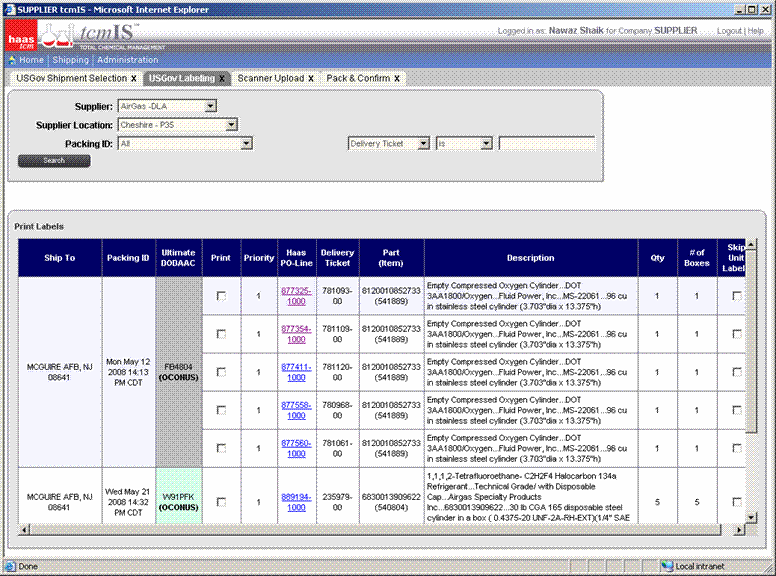 SUPPLIER tcmIS - Microsoft Internet Explorer
haas tcm
tcmIS
TOTAL CHEMICAL MANAGEMENT
Logged in as: Nawaz Shaik for Company SUPPLIER
Logout | Help
Home | Shipping | Administration
USGov Shipment Selection X
USGov Labeling X
Scanner Upload X
Pack & Confirm X
Supplier: AirGas -DLA
Supplier Location: Cheshire - P35
Packing ID: All
Delivery Ticket
is
Search
Print Labels
Ship To
Packing ID
Ultimate
DODAAC
Print
Priority
Haas
PO-Line
Delivery
Ticket
Part
(Item)
Description
Qty
# of
Boxes
Skip
Unit
Label
MCGUIRE AFB, NJ
08641
Mon May 12
2008 14:13
PM CDT
FB4804
(OCONUS)
1
877325-
1000
781093-
00
8120010852733
(541889)
Empty Compressed Oxygen Cylinder...DOT
3AA1800/Oxygen...Fluid Power, Inc...MS-22061...96 cu
in stainless steel cylinder (3.703"dia x 13.375"h)
1
1
1
877354-
1000
781109-
00
8120010852733
(541889)
Empty Compressed Oxygen Cylinder...DOT
3AA1800/Oxygen...Fluid Power, Inc...MS-22061...96 cu
in stainless steel cylinder (3.703"dia x 13.375"h)
1
1
1
877411-
1000
781120-
00
8120010852733
(541889)
Empty Compressed Oxygen Cylinder...DOT
3AA1800/Oxygen...Fluid Power, Inc...MS-22061...96 cu
in stainless steel cylinder (3.703"dia x 13.375"h)
1
1
1
877558-
1000
780968-
00
8120010852733
(541889)
Empty Compressed Oxygen Cylinder...DOT
3AA1800/Oxygen...Fluid Power, Inc...MS-22061...96 cu
in stainless steel cylinder (3.703"dia x 13.375"h)
1
1
1
877560-
1000
781061-
00
8120010852733
(541889)
Empty Compressed Oxygen Cylinder...DOT
3AA1800/Oxygen...Fluid Power, Inc...MS-22061...96 cu
in stainless steel cylinder (3.703"dia x 13.375"h)
1
1
MCGUIRE AFB, NJ
08641
Wed May 21
2008 14:32
PM CDT
W91PFK
(OCONUS)
1
889194-
1000
235979-
00
6830013909622
(540804)
1,1,1,2-Tetrafluoroethane- C2H2F4 Halocarbon 134a
Refrigerant...Technical Grade/ with Disposable
Cap...Airgas Specialty Products
Inc...6830013909622...30 lb CGA 165 disposable steel
cylinder in a box ( 0.4375-20 UNF-2A-RH-EXT)(1/4" SAE
5
5
Done
Local intranet